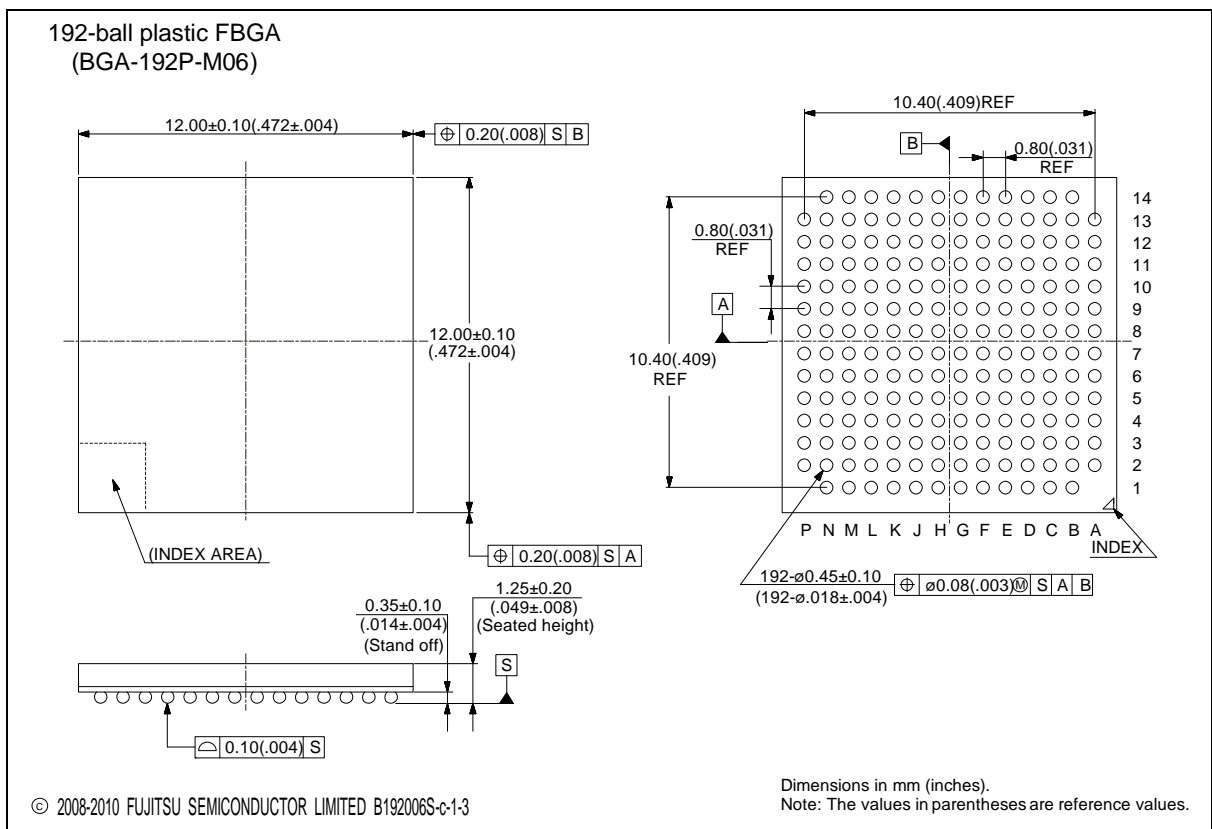 192-ball plastic FBGA
(BGA-192P-M06)
12.00±0.10(.472±.004)
⌖ 0.20(.008) S B
12.00±0.10
(.472±.004)
(INDEX AREA)
⌖ 0.20(.008) S A
10.40(.409)REF
B
0.80(.031)
REF
0.80(.031)
REF
A
10.40(.409)
REF
14
13
12
11
10
9
8
7
6
5
4
3
2
1
P N M L K J H G F E D C B A
INDEX
192-ø0.45±0.10
(192-ø.018±.004)
⌖ ø0.08(.003)Ⓜ S A B
0.35±0.10
(.014±.004)
(Stand off)
1.25±0.20
(.049±.008)
(Seated height)
S
⌓ 0.10(.004) S
© 2008-2010 FUJITSU SEMICONDUCTOR LIMITED B192006S-c-1-3
Dimensions in mm (inches).
Note: The values in parentheses are reference values.